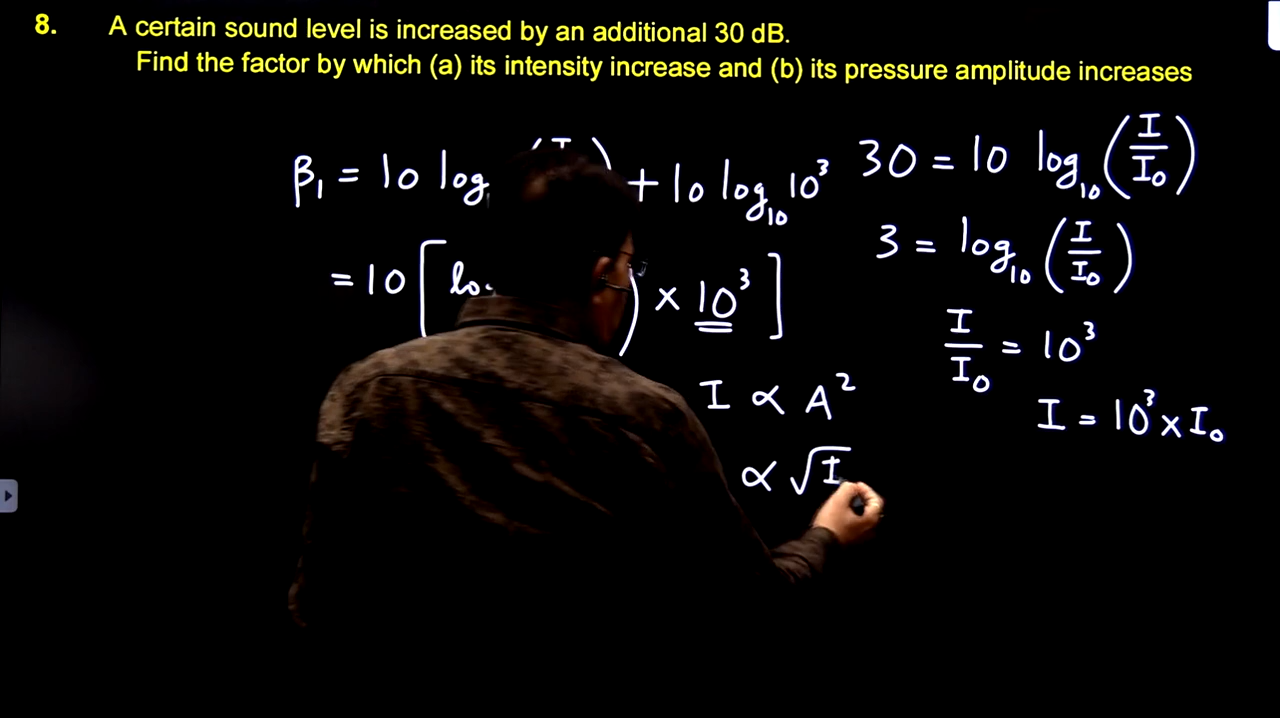 8. A certain sound level is increased by an additional 30 dB.
Find the factor by which (a) its intensity increase and (b) its pressure amplitude increases
β₁ = 10 log + 10 log₁₀ 10³
= 10 [ ) × 10³ ]
I ∝ A²
∝ √I
30 = 10 log₁₀ (I/I₀)
3 = log₁₀ (I/I₀)
I/I₀ = 10³
I = 10³ × I₀